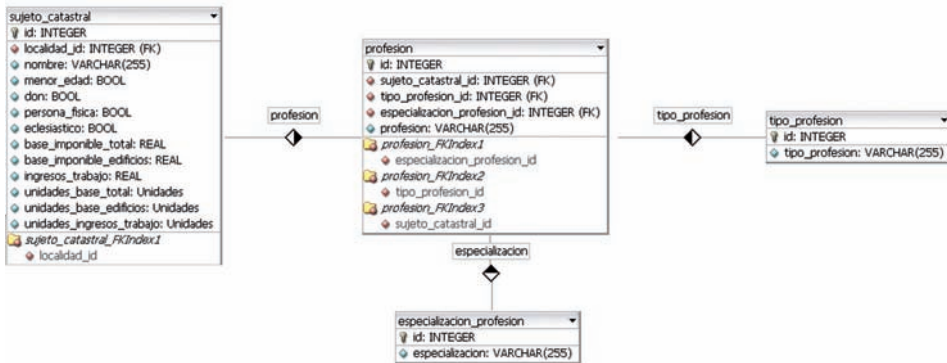 sujeto_catastral
id: INTEGER
localidad_id: INTEGER (FK)
nombre: VARCHAR(255)
menor_edad: BOOL
don: BOOL
persona_fisica: BOOL
eclesiastico: BOOL
base_imponible_total: REAL
base_imponible_edificios: REAL
ingresos_trabajo: REAL
unidades_base_total: Unidades
unidades_base_edificios: Unidades
unidades_ingresos_trabajo: Unidades
sujeto_catastral_FKIndex1
localidad_id
profesion
profesion
id: INTEGER
sujeto_catastral_id: INTEGER (FK)
tipo_profesion_id: INTEGER (FK)
especializacion_profesion_id: INTEGER (FK)
profesion: VARCHAR(255)
profesion_FKIndex1
especializacion_profesion_id
profesion_FKIndex2
tipo_profesion_id
profesion_FKIndex3
sujeto_catastral_id
tipo_profesion
tipo_profesion
id: INTEGER
tipo_profesion: VARCHAR(255)
especializacion
especializacion_profesion
id: INTEGER
especializacion: VARCHAR(255)